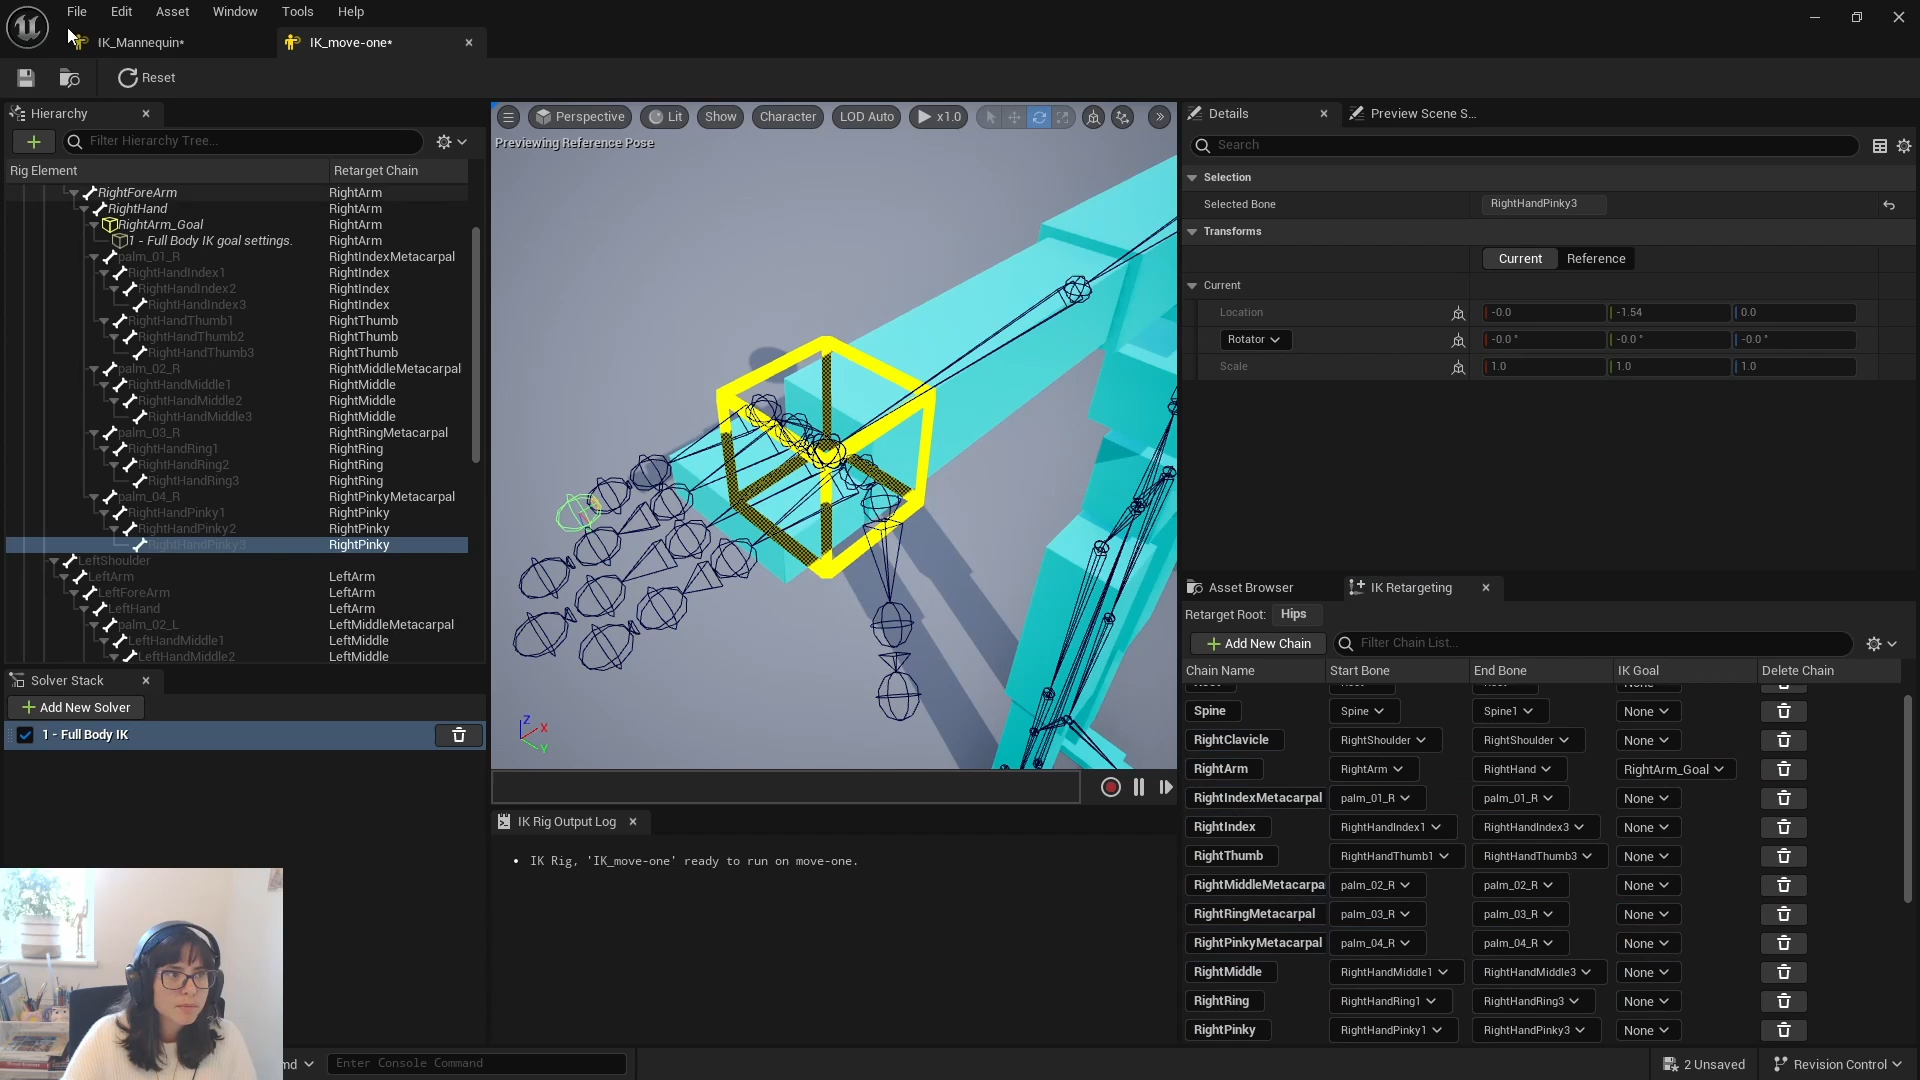 File Edit Asset Window Tools Help
IK_Mannequin*
IK_move-one*
Reset
Hierarchy
Filter Hierarchy Tree...
Rig Element Retarget Chain
RightForeArm RightArm
RightHand RightArm
RightArm_Goal RightArm
1 - Full Body IK goal settings. RightArm
palm_01_R RightIndexMetacarpal
RightHandIndex1 RightIndex
RightHandIndex2 RightIndex
RightHandIndex3 RightIndex
RightHandThumb1 RightThumb
RightHandThumb2 RightThumb
RightHandThumb3 RightThumb
palm_02_R RightMiddleMetacarpal
RightHandMiddle1 RightMiddle
RightHandMiddle2 RightMiddle
RightHandMiddle3 RightMiddle
palm_03_R RightRingMetacarpal
RightHandRing1 RightRing
RightHandRing2 RightRing
RightHandRing3 RightRing
palm_04_R RightPinkyMetacarpal
RightHandPinky1 RightPinky
RightHandPinky2 RightPinky
RightHandPinky3 RightPinky
LeftShoulder
LeftArm LeftArm
LeftForeArm LeftArm
LeftHand LeftArm
palm_02_L LeftMiddleMetacarpal
LeftHandMiddle1 LeftMiddle
LeftHandMiddle2 LeftMiddle
Solver Stack
Add New Solver
1 - Full Body IK
Perspective Lit Show Character LOD Auto x1.0
Previewing Reference Pose
Z X Y
IK Rig Output Log
• IK Rig, 'IK_move-one' ready to run on move-one.
Enter Console Command
Details
Preview Scene S...
Search
Selection
Selected Bone RightHandPinky3
Transforms
Current Reference
Current
Location -0.0 -1.54 0.0
Rotator -0.0 ° -0.0 ° -0.0 °
Scale 1.0 1.0 1.0
Asset Browser
IK Retargeting
Retarget Root: Hips
Add New Chain
Filter Chain List...
Chain Name Start Bone End Bone IK Goal Delete Chain
Spine Spine Spine1 None
RightClavicle RightShoulder RightShoulder None
RightArm RightArm RightHand RightArm_Goal
RightIndexMetacarpal palm_01_R palm_01_R None
RightIndex RightHandIndex1 RightHandIndex3 None
RightThumb RightHandThumb1 RightHandThumb3 None
RightMiddleMetacarpa palm_02_R palm_02_R None
RightRingMetacarpal palm_03_R palm_03_R None
RightPinkyMetacarpal palm_04_R palm_04_R None
RightMiddle RightHandMiddle1 RightHandMiddle3 None
RightRing RightHandRing1 RightHandRing3 None
RightPinky RightHandPinky1 RightHandPinky3 None
2 Unsaved
Revision Control